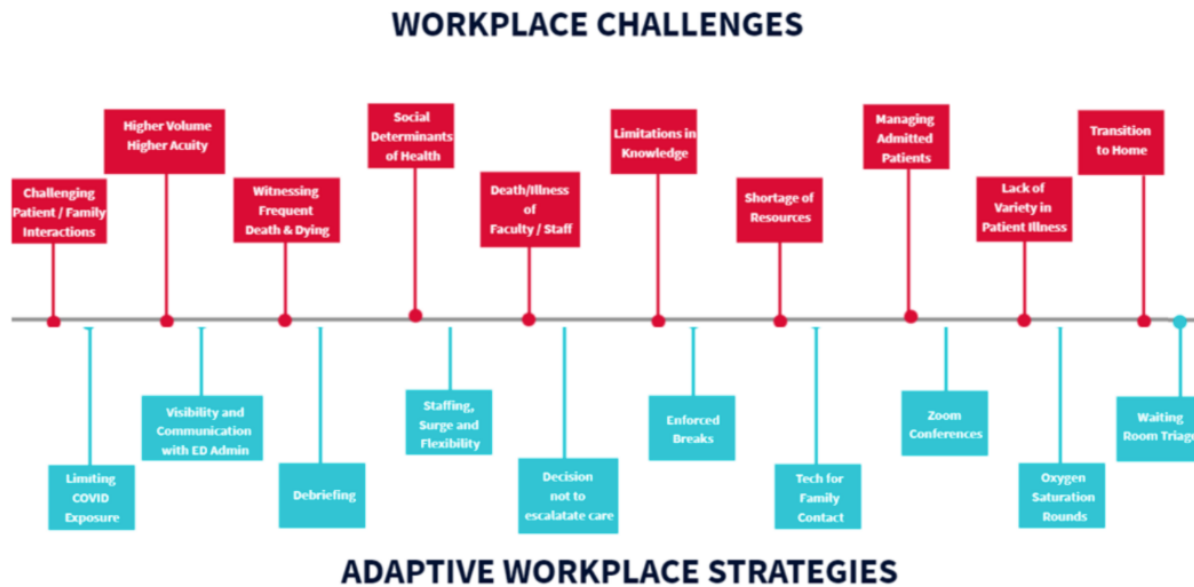 WORKPLACE CHALLENGES
Challenging
Patient / Family
Interactions
Higher Volume
Higher Acuity
Witnessing
Frequent
Death & Dying
Social
Determinants
of Health
Death/Illness
of
Faculty / Staff
Limitations in
Knowledge
Shortage of
Resources
Managing
Admitted
Patients
Lack of
Variety in
Patient Illness
Transition
to Home
Limiting
COVID
Exposure
Visibility and
Communication
with ED Admin
Debriefing
Staffing,
Surge and
Flexibility
Decision
not to
escalatate care
Enforced
Breaks
Tech for
Family
Contact
Zoom
Conferences
Oxygen
Saturation
Rounds
Waiting
Room Triage
ADAPTIVE WORKPLACE STRATEGIES